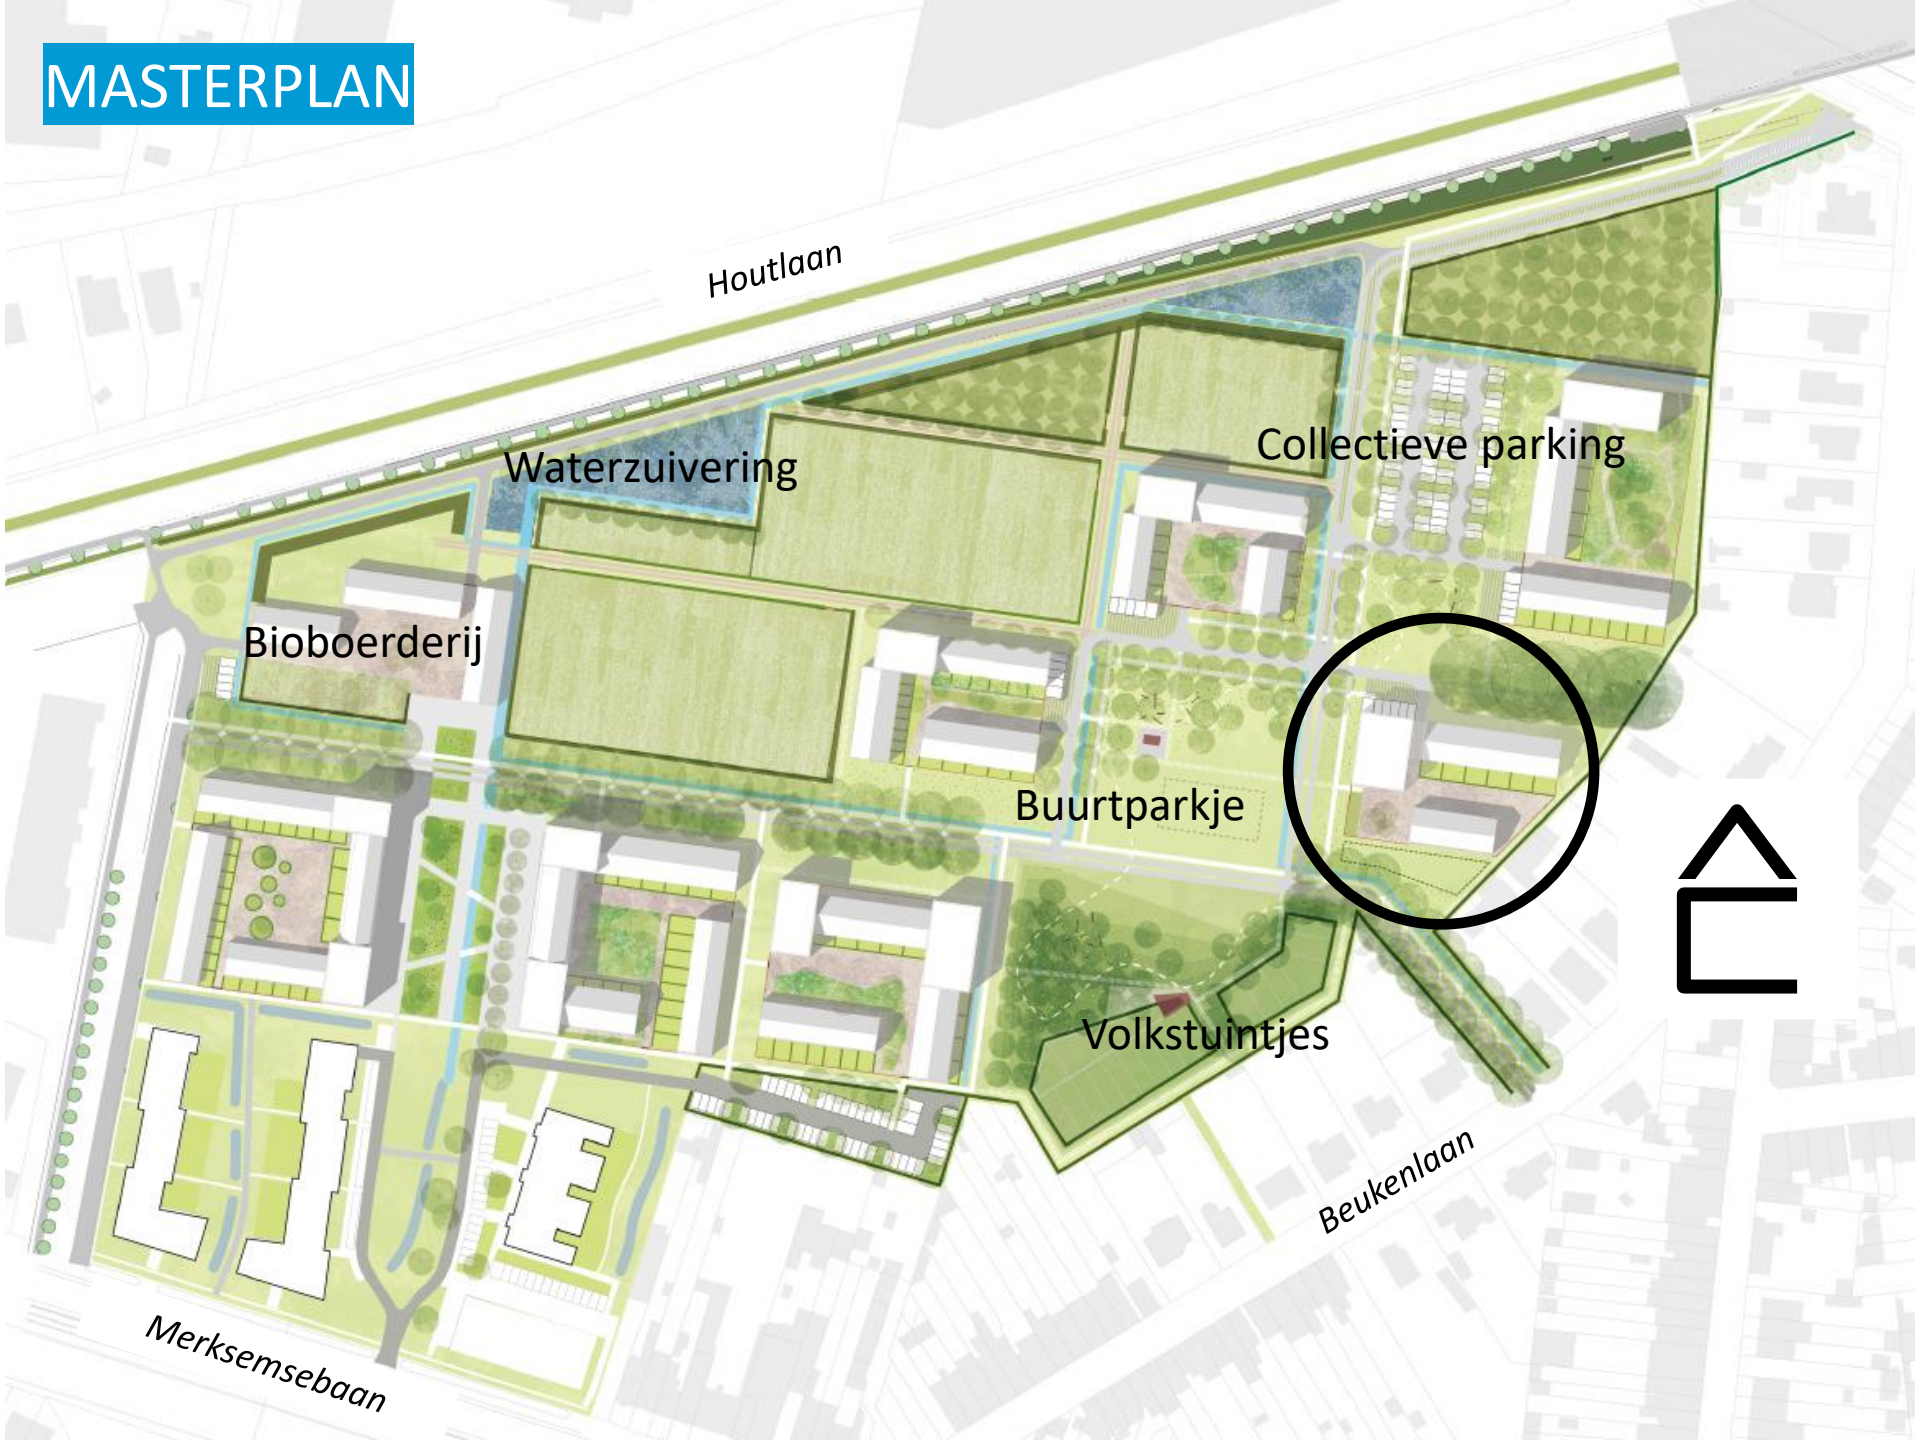 MASTERPLAN
Houtlaan
Waterzuivering
Collectieve parking
Bioboerderij
Buurtparkje
Volkstuintjes
Beukenlaan
Merksemsebaan